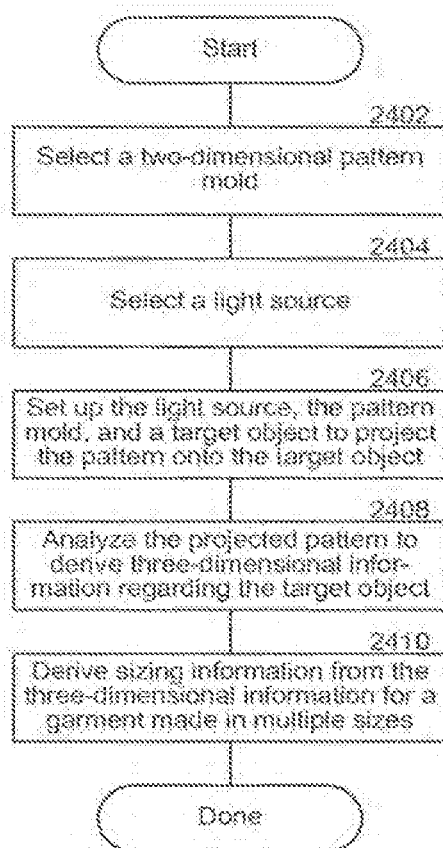 Start
2402
Select a two-dimensional pattern
mold
2404
Select a light source
2406
Set up the light source, the pattern
mold, and a target object to project
the pattern onto the target object
2408
Analyze the projected pattern to
derive three-dimensional infor-
mation regarding the target object
2410
Derive sizing information from the
three-dimensional information for a
garment made in multiple sizes
Done